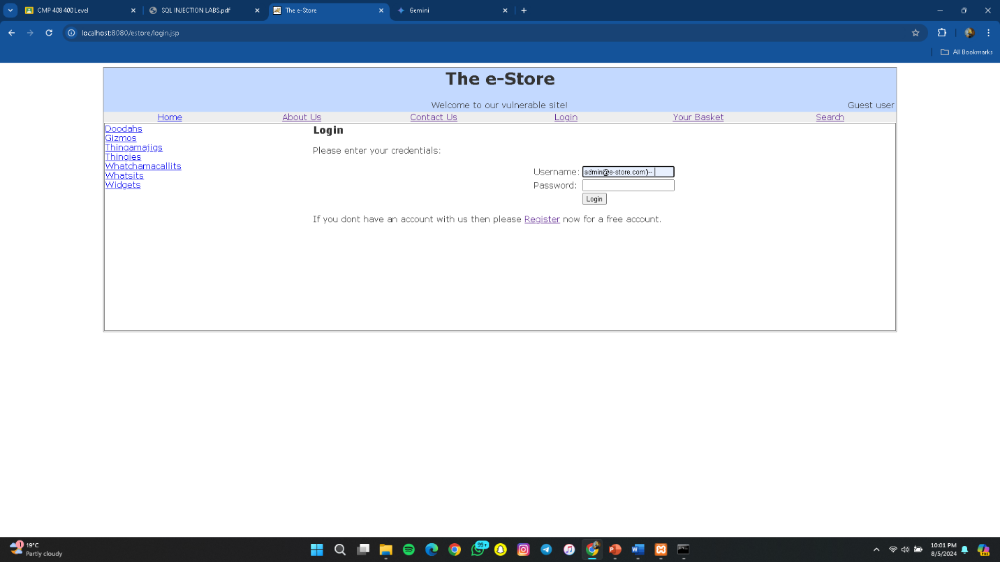 CMP 408 400 Level
SQL INJECTION LABS.pdf
The e-Store
Gemini
localhost:8080/estore/login.jsp
All Bookmarks
The e-Store
Welcome to our vulnerable site!
Guest user
Home About Us Contact Us Login Your Basket Search
Doodahs
Gizmos
Thingamajigs
Thingies
Whatchamacallits
Whatsits
Widgets
Login
Please enter your credentials:
Username: admin@e-store.com')--
Password:
Login
If you dont have an account with us then please Register now for a free account.
1
19°C
Partly cloudy
99+
10:01 PM
8/5/2024